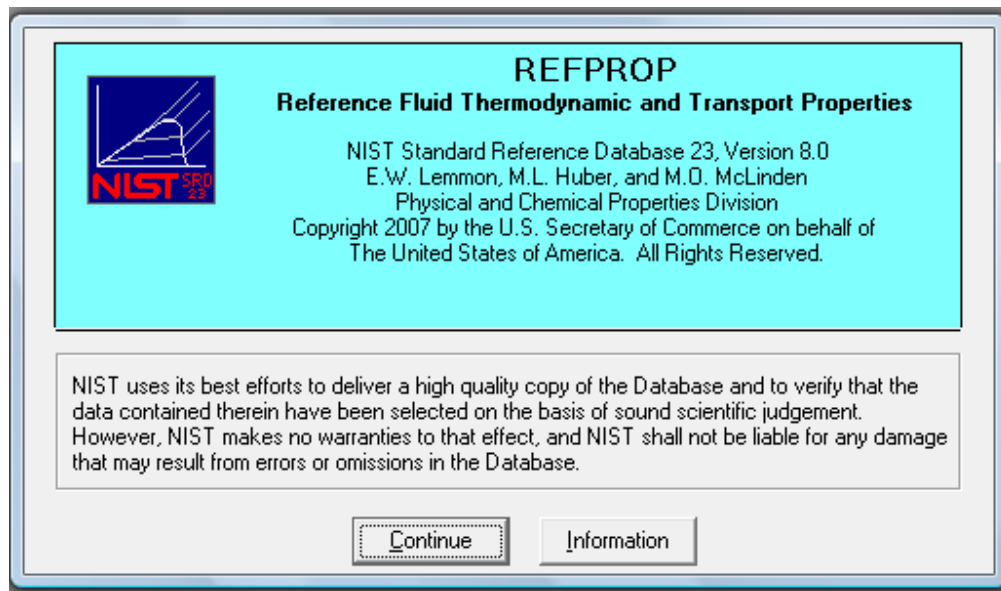 REFPROP
Reference Fluid Thermodynamic and Transport Properties
NIST Standard Reference Database 23, Version 8.0
E.W. Lemmon, M.L. Huber, and M.O. McLinden
Physical and Chemical Properties Division
Copyright 2007 by the U.S. Secretary of Commerce on behalf of
The United States of America.  All Rights Reserved.
NIST SRD
23
NIST uses its best efforts to deliver a high quality copy of the Database and to verify that the
data contained therein have been selected on the basis of sound scientific judgement.
However, NIST makes no warranties to that effect, and NIST shall not be liable for any damage
that may result from errors or omissions in the Database.
Continue
Information